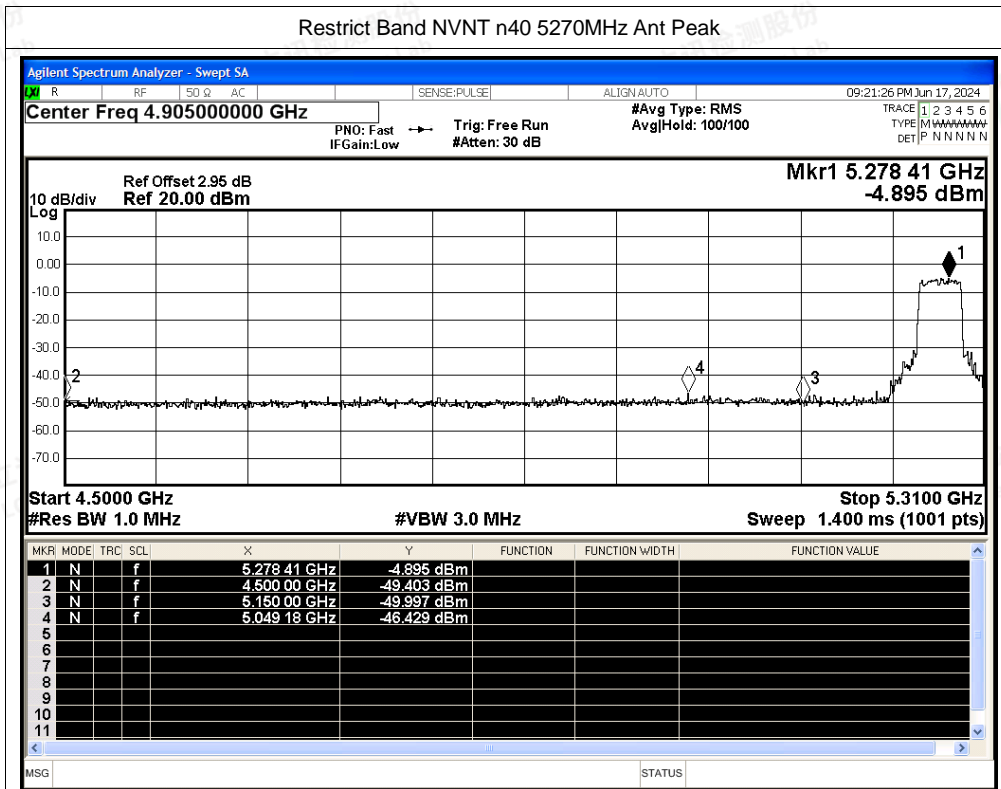 Restrict Band NVNT n40 5270MHz Ant Peak
Agilent Spectrum Analyzer - Swept SA
LXI R RF 50 Ω AC SENSE:PULSE ALIGN AUTO 09:21:26 PM Jun 17, 2024
Center Freq 4.905000000 GHz #Avg Type: RMS TRACE 1 2 3 4 5 6
PNO: Fast Trig: Free Run Avg|Hold: 100/100 TYPE M WWWWW
IFGain:Low #Atten: 30 dB DET P N N N N N
Mkr1 5.278 41 GHz
Ref Offset 2.95 dB
10 dB/div Ref 20.00 dBm -4.895 dBm
Log
10.0
0.00
-10.0
-20.0
-30.0
-40.0
-50.0
-60.0
-70.0
1
2
4
3
Start 4.5000 GHz Stop 5.3100 GHz
#Res BW 1.0 MHz #VBW 3.0 MHz Sweep 1.400 ms (1001 pts)
MKR MODE TRC SCL X Y FUNCTION FUNCTION WIDTH FUNCTION VALUE
1 N f 5.278 41 GHz -4.895 dBm
2 N f 4.500 00 GHz -49.403 dBm
3 N f 5.150 00 GHz -49.997 dBm
4 N f 5.049 18 GHz -46.429 dBm
5
6
7
8
9
10
11
MSG STATUS